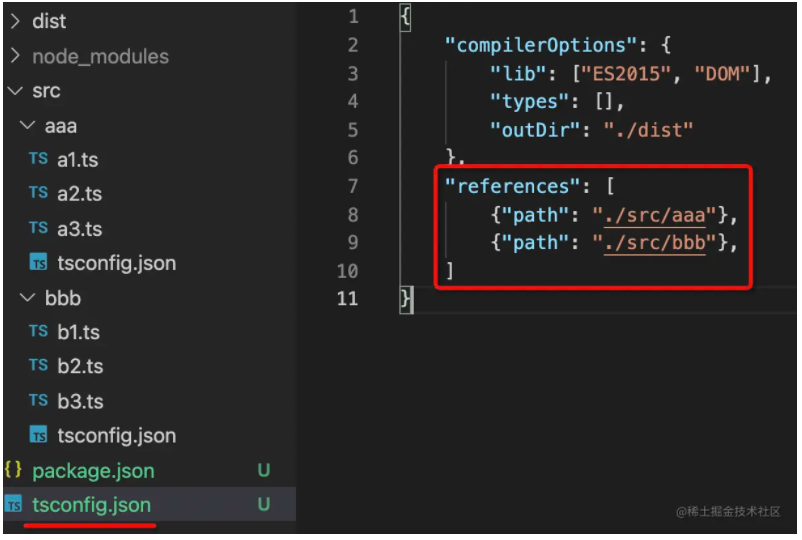 dist
node_modules
src
aaa
TS a1.ts
TS a2.ts
TS a3.ts
TS tsconfig.json
bbb
TS b1.ts
TS b2.ts
TS b3.ts
TS tsconfig.json
{} package.json U
TS tsconfig.json U
1 {
2 "compilerOptions": {
3 "lib": ["ES2015", "DOM"],
4 "types": [],
5 "outDir": "./dist"
6 },
7 "references": [
8 {"path": "./src/aaa"},
9 {"path": "./src/bbb"},
10 ]
11 }
@稀土掘金技术社区